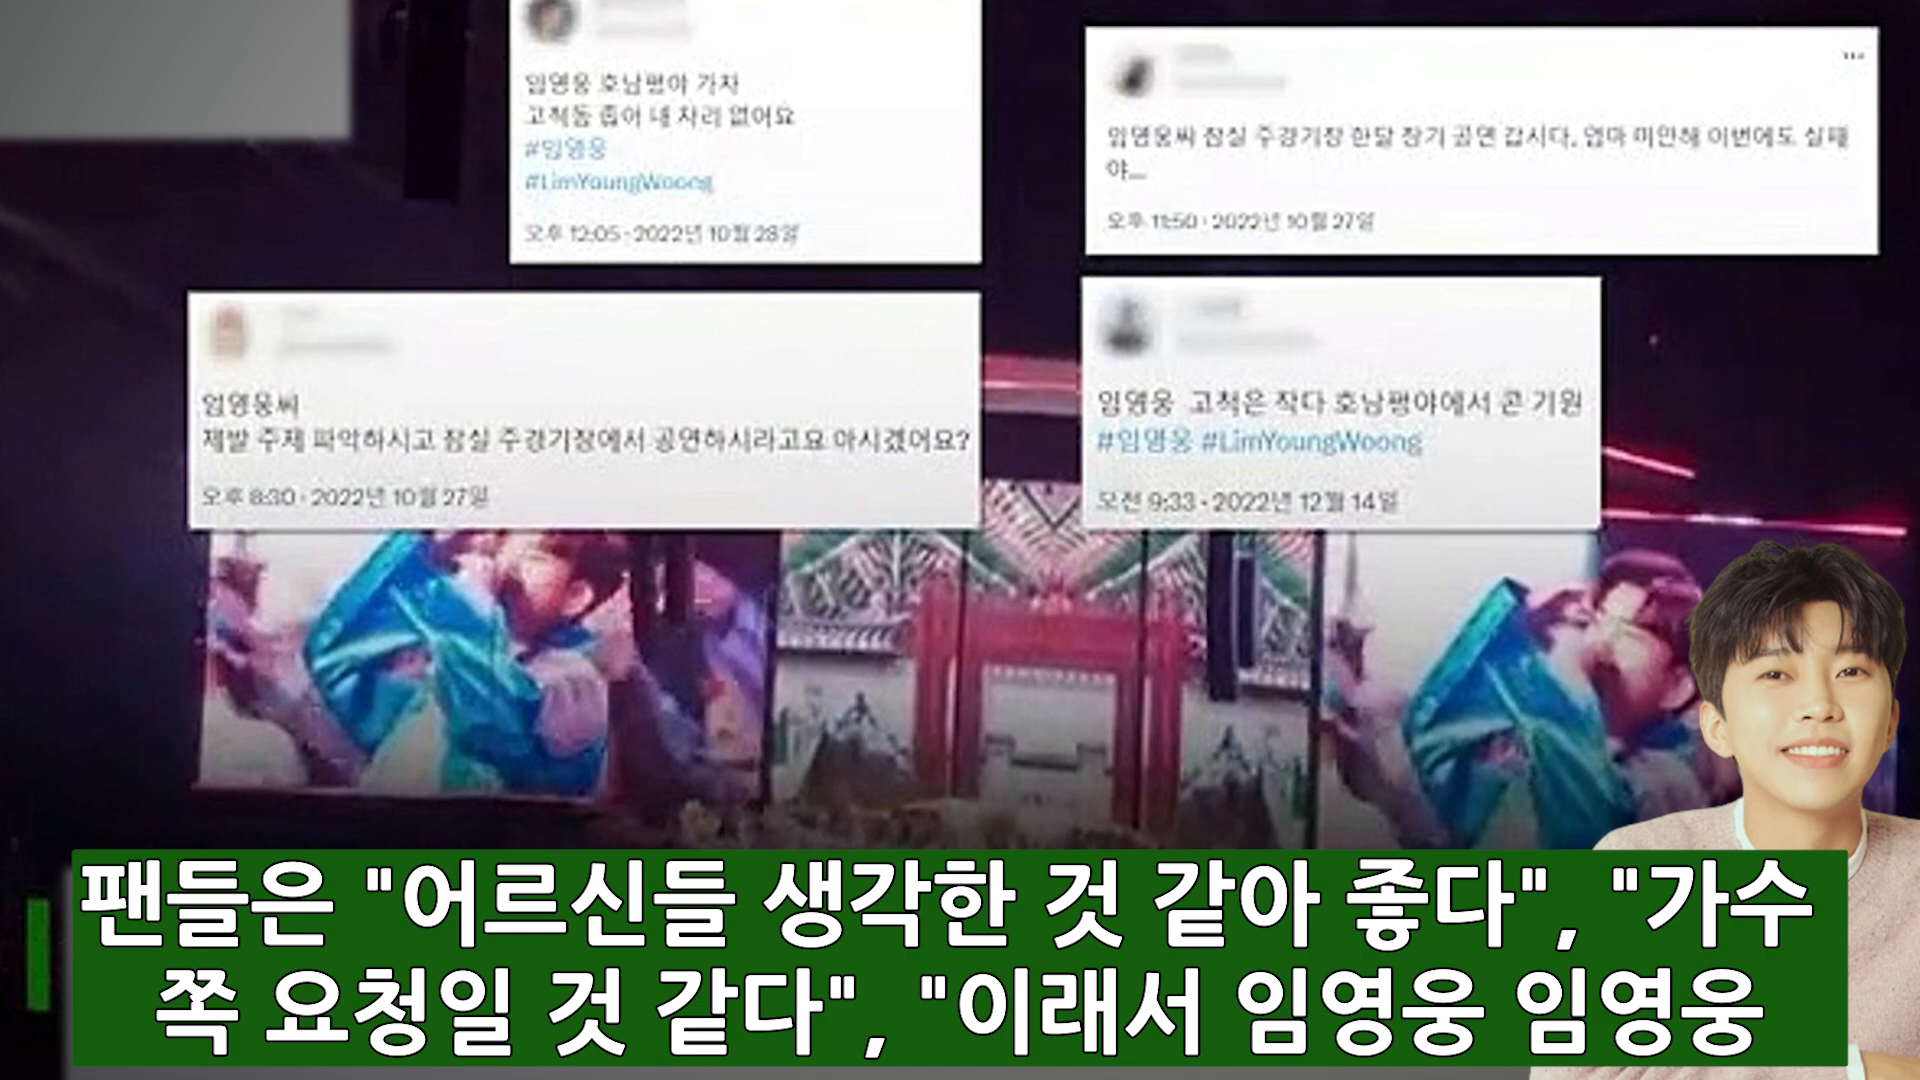 임영웅 호남평야 가자
고척돔 좁아 내 자리 없어요
#임영웅
#LimYoungWoong
오후 12:05 · 2022년 10월 28일
임영웅씨 잠실 주경기장 한달 장기 공연 갑시다. 엄마 미안해 이번에도 실패
야...
오후 11:50 · 2022년 10월 27일
임영웅씨
제발 주제 파악하시고 잠실 주경기장에서 공연하시라고요 아시겠어요?
오후 8:30 · 2022년 10월 27일
임영웅 고척은 작다 호남평야에서 콘 기원
#임영웅 #LimYoungWoong
오전 9:33 · 2022년 12월 14일
팬들은 "어르신들 생각한 것 같아 좋다", "가수
쪽 요청일 것 같다", "이래서 임영웅 임영웅